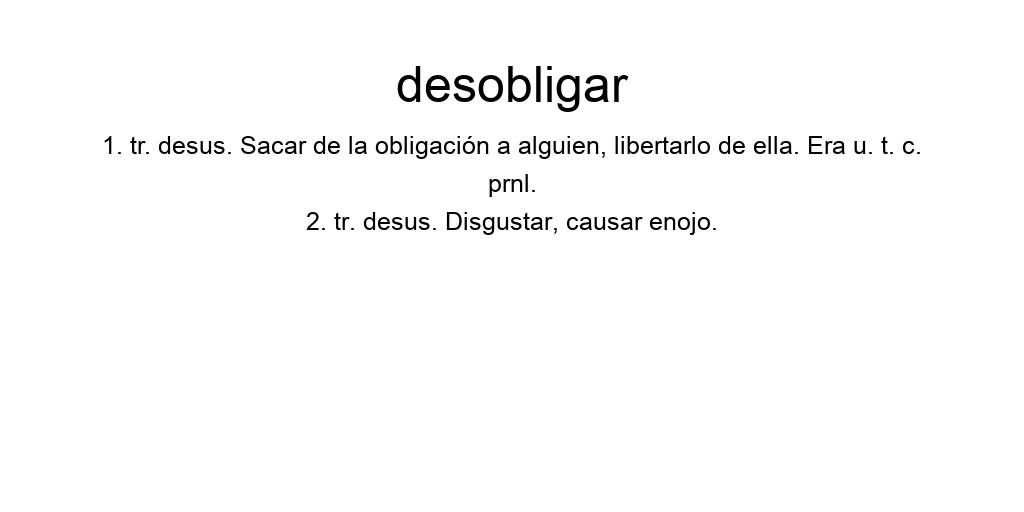 desobligar
1. tr. desus. Sacar de la obligación a alguien, libertarlo de ella. Era u. t. c.
prnl.
2. tr. desus. Disgustar, causar enojo.